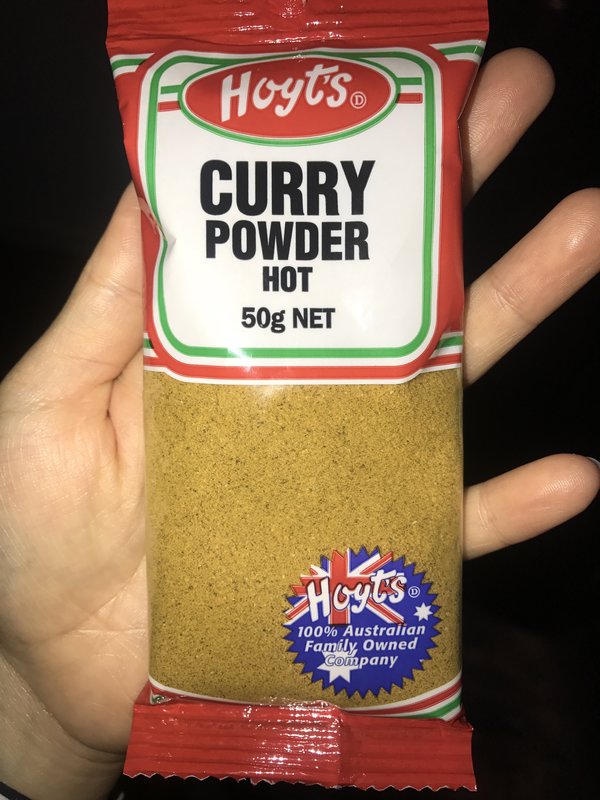 Hoyt's D
CURRY
POWDER
HOT
50g NET
Hoyt's D
100% Australian
Family Owned
Company